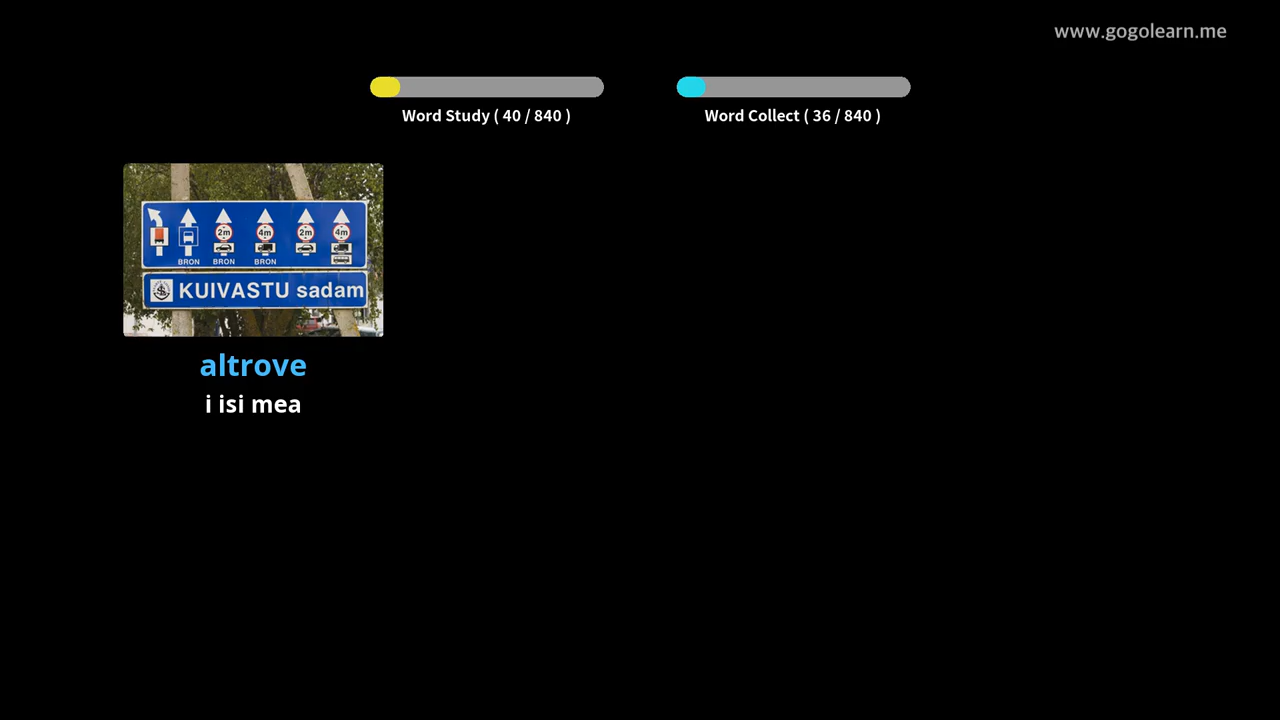 www.gogolearn.me
Word Study ( 40 / 840 )
Word Collect ( 36 / 840 )
2m 4m 2m 4m
BRON BRON BRON
KUIVASTU sadam
altrove
i isi mea